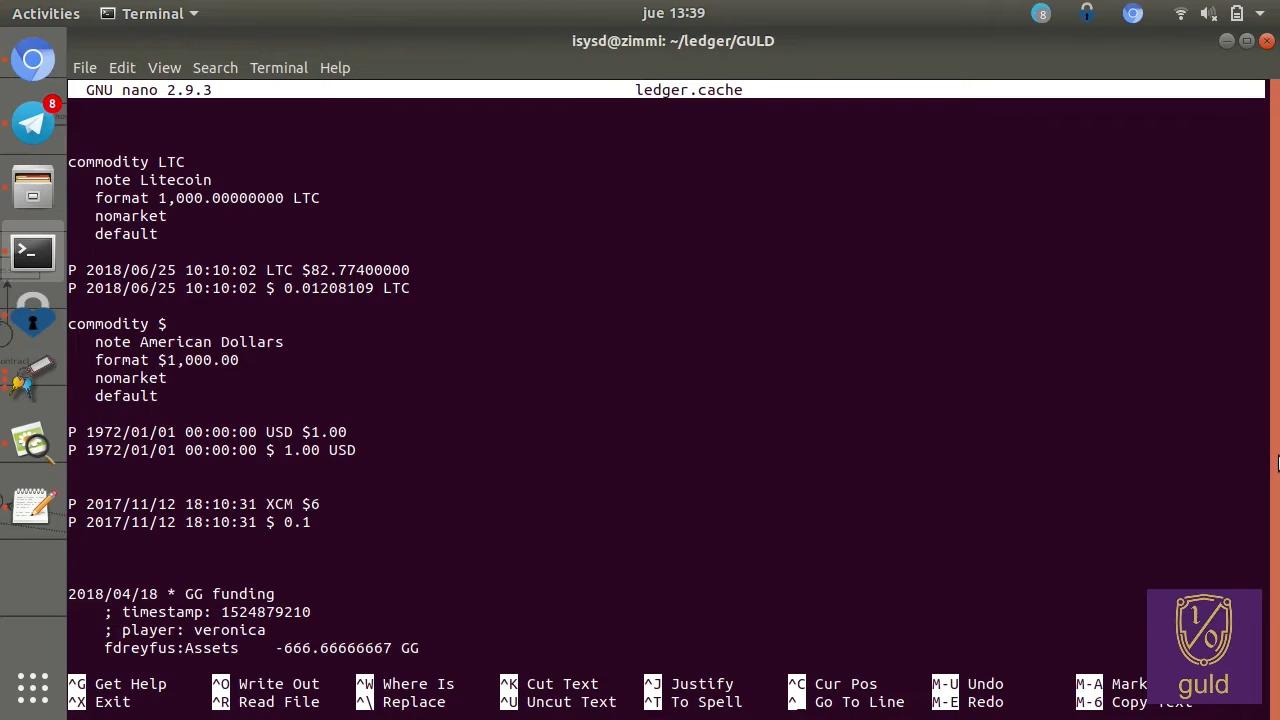 Activities Terminal jue 13:39 8
isysd@zimmi: ~/ledger/GULD
File Edit View Search Terminal Help
8
GNU nano 2.9.3 ledger.cache
commodity LTC
note Litecoin
format 1,000.00000000 LTC
nomarket
default
P 2018/06/25 10:10:02 LTC $82.77400000
P 2018/06/25 10:10:02 $ 0.01208109 LTC
commodity $
note American Dollars
format $1,000.00
nomarket
default
P 1972/01/01 00:00:00 USD $1.00
P 1972/01/01 00:00:00 $ 1.00 USD
P 2017/11/12 18:10:31 XCM $6
P 2017/11/12 18:10:31 $ 0.1
2018/04/18 * GG funding
; timestamp: 1524879210
; player: veronica
fdreyfus:Assets -666.66666667 GG
^G Get Help ^O Write Out ^W Where Is ^K Cut Text ^J Justify ^C Cur Pos M-U Undo M-A Mark
^X Exit ^R Read File ^\ Replace ^U Uncut Text ^T To Spell ^_ Go To Line M-E Redo M-6 Copy Text
1/0
guld